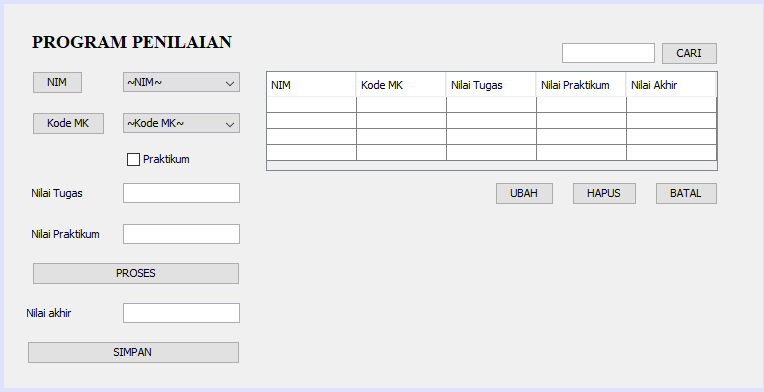 PROGRAM PENILAIAN
CARI
NIM ~NIM~
Kode MK ~Kode MK~
Praktikum
Nilai Tugas
Nilai Praktikum
PROSES
Nilai akhir
SIMPAN
NIM Kode MK Nilai Tugas Nilai Praktikum Nilai Akhir
UBAH HAPUS BATAL